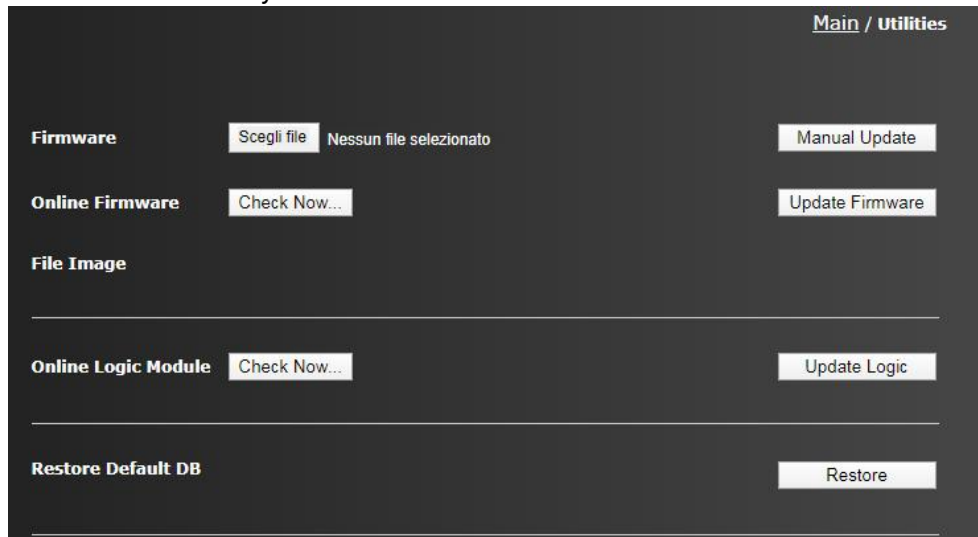 Main / Utilities
Firmware Scegli file Nessun file selezionato Manual Update
Online Firmware Check Now... Update Firmware
File Image
Online Logic Module Check Now... Update Logic
Restore Default DB Restore